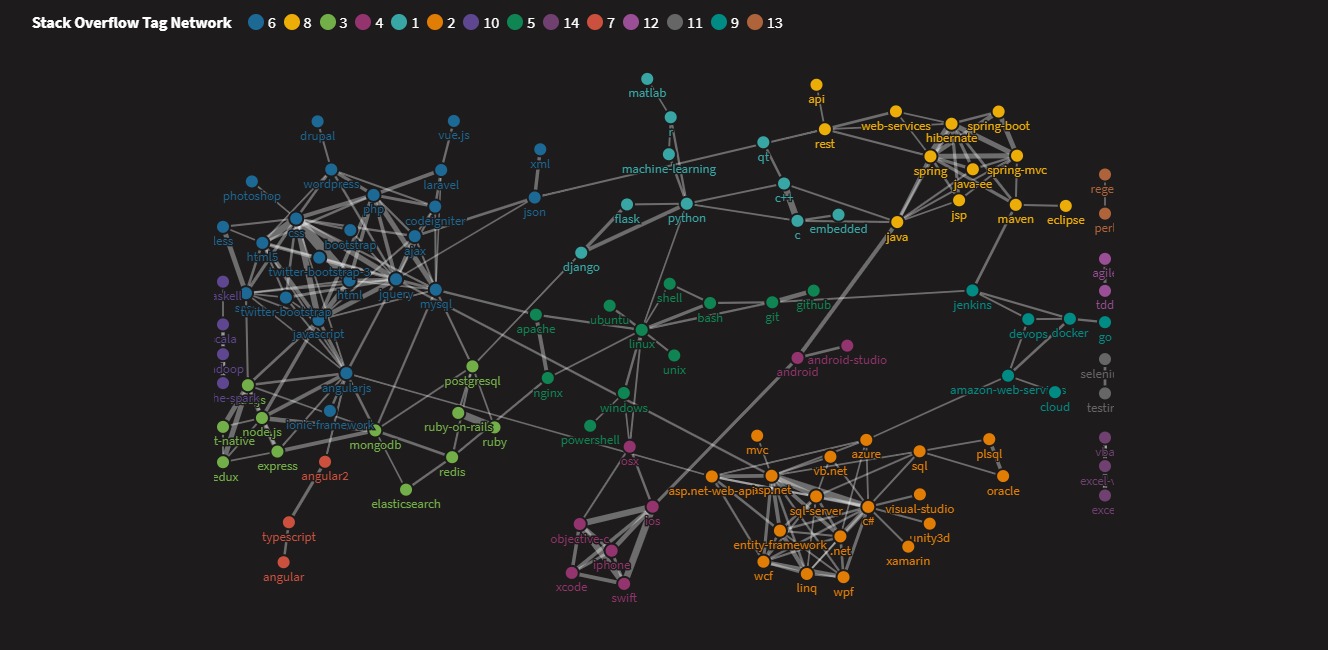 Stack Overflow Tag Network 6 8 3 4 1 2 10 5 14 7 12 11 9 13
matlab
api
drupal
vue.js
web-services
spring-boot
r
hibernate
rest
xml
qt
machine-learning
spring
spring-mvc
wordpress
laravel
java-ee
photoshop
rege
c++
php
json
flask
python
jsp
maven
eclipse
css
codeigniter
embedded
perl
c
java
less
bootstrap
ajax
html5
django
twitter-bootstrap-3
agile
html
jquery
shell
skell
mysql
github
jenkins
tdd
twitter-bootstrap
ubuntu
bash
git
apache
javascript
devops
docker
go
cala
linux
unix
android-studio
android
doop
postgresql
selenium
angularjs
nginx
amazon-web-services
he-spark
js
windows
cloud
testin
ionic-framework
ruby-on-rails
node.js
t-native
ruby
powershell
mongodb
mvc
azure
plsql
vba
express
redis
osx
vb.net
sql
edux
angular2
asp.net-web-api
asp.net
excel-v
oracle
elasticsearch
sql-server
visual-studio
exce
ios
c#
typescript
objective-c
entity-framework
.net
unity3d
iphone
xamarin
angular
xcode
wcf
linq
wpf
swift